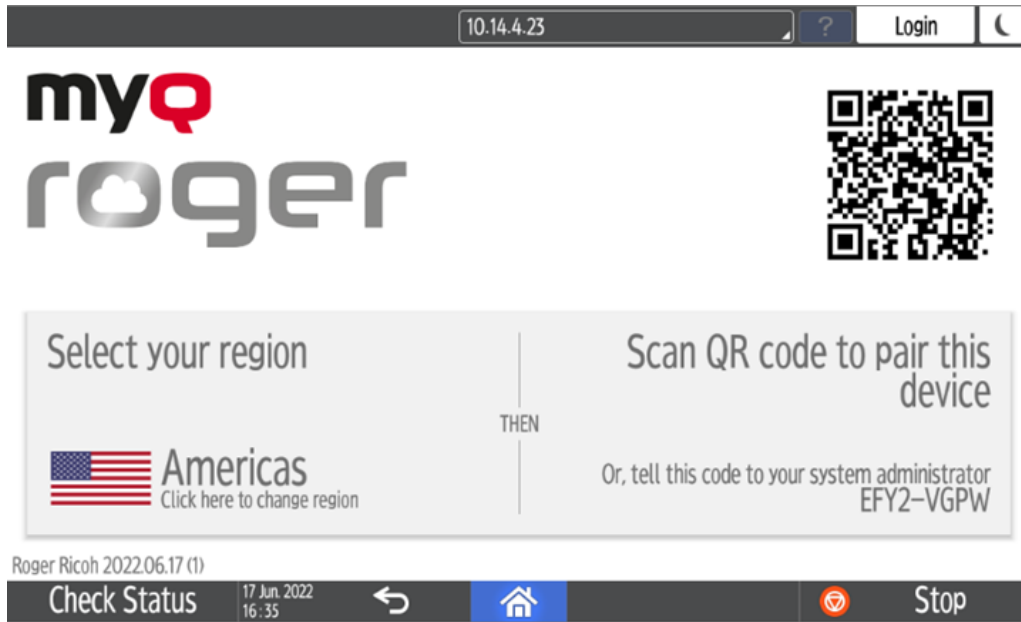 10.14.4.23
?
Login
myQ
roger
Select your region
Scan QR code to pair this
device
THEN
Americas
Click here to change region
Or, tell this code to your system administrator
EFY2-VGPW
Roger Ricoh 2022.06.17 (1)
Check Status
17 Jun. 2022
16:35
Stop